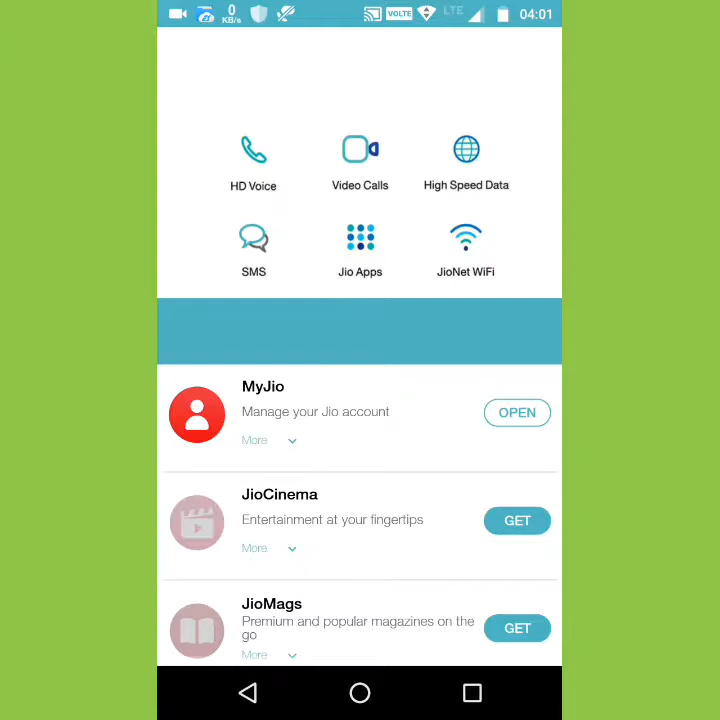 0
KB/s
VOLTE
LTE
04:01
HD Voice
Video Calls
High Speed Data
SMS
Jio Apps
JioNet WiFi
MyJio
Manage your Jio account
More
OPEN
JioCinema
Entertainment at your fingertips
More
GET
JioMags
Premium and popular magazines on the
go
More
GET